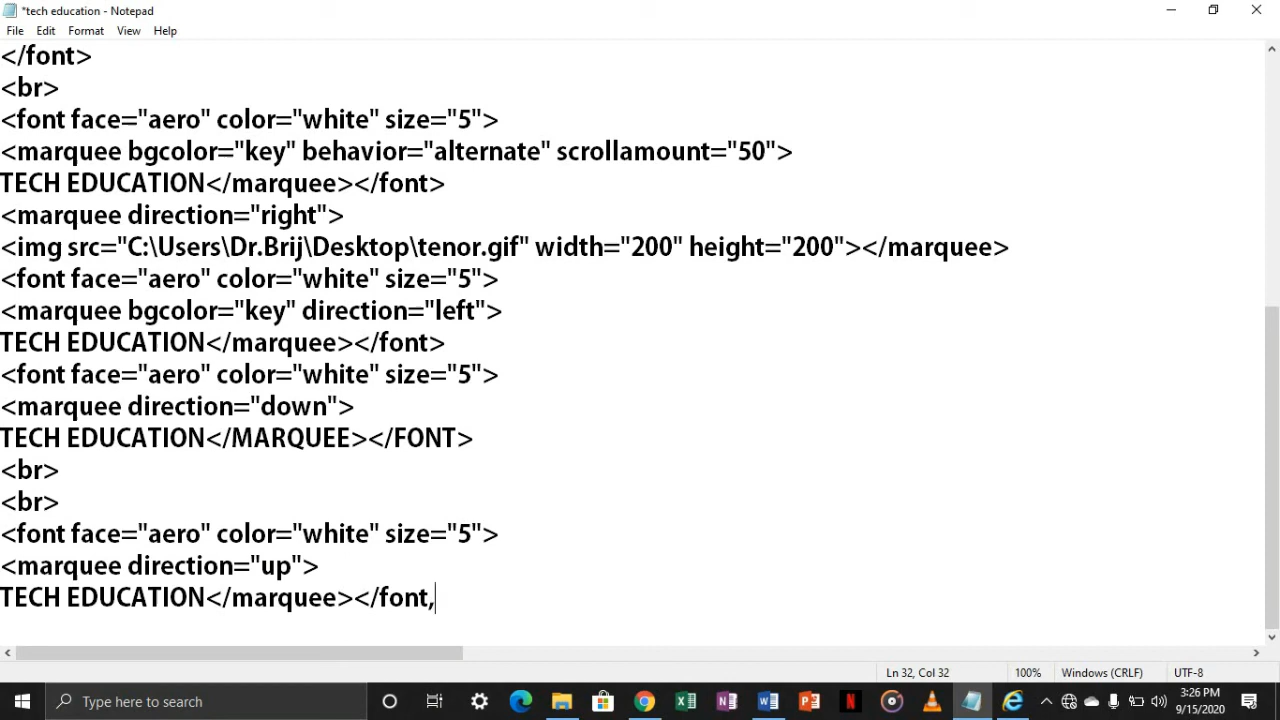 *tech education - Notepad
File Edit Format View Help
</font>
<br>
<font face="aero" color="white" size="5">
<marquee bgcolor="key" behavior="alternate" scrollamount="50">
TECH EDUCATION</marquee></font>
<marquee direction="right">
<img src="C:\Users\Dr.Brij\Desktop\tenor.gif" width="200" height="200"></marquee>
<font face="aero" color="white" size="5">
<marquee bgcolor="key" direction="left">
TECH EDUCATION</marquee></font>
<font face="aero" color="white" size="5">
<marquee direction="down">
TECH EDUCATION</MARQUEE></FONT>
<br>
<br>
<font face="aero" color="white" size="5">
<marquee direction="up">
TECH EDUCATION</marquee></font,
Ln 32, Col 32 100% Windows (CRLF) UTF-8
Type here to search
3:26 PM
9/15/2020